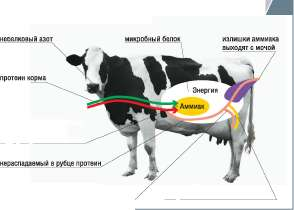 небелковый азот
микробный белок
излишки аммиака
выходят с мочой
протеин корма
Энергия
Аммиак
нераспадаемый в рубце протеин